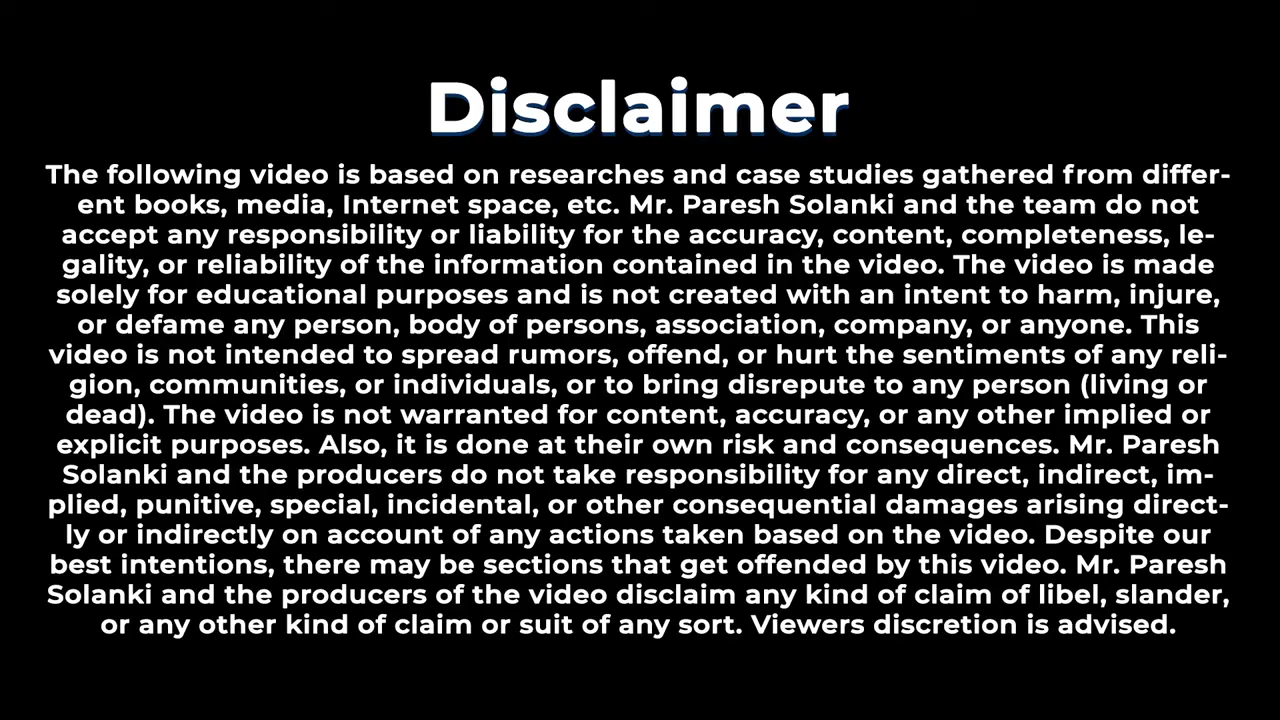 Disclaimer
The following video is based on researches and case studies gathered from differ-
ent books, media, Internet space, etc. Mr. Paresh Solanki and the team do not
accept any responsibility or liability for the accuracy, content, completeness, le-
gality, or reliability of the information contained in the video. The video is made
solely for educational purposes and is not created with an intent to harm, injure,
or defame any person, body of persons, association, company, or anyone. This
video is not intended to spread rumors, offend, or hurt the sentiments of any reli-
gion, communities, or individuals, or to bring disrepute to any person (living or
dead). The video is not warranted for content, accuracy, or any other implied or
explicit purposes. Also, it is done at their own risk and consequences. Mr. Paresh
Solanki and the producers do not take responsibility for any direct, indirect, im-
plied, punitive, special, incidental, or other consequential damages arising direct-
ly or indirectly on account of any actions taken based on the video. Despite our
best intentions, there may be sections that get offended by this video. Mr. Paresh
Solanki and the producers of the video disclaim any kind of claim of libel, slander,
or any other kind of claim or suit of any sort. Viewers discretion is advised.